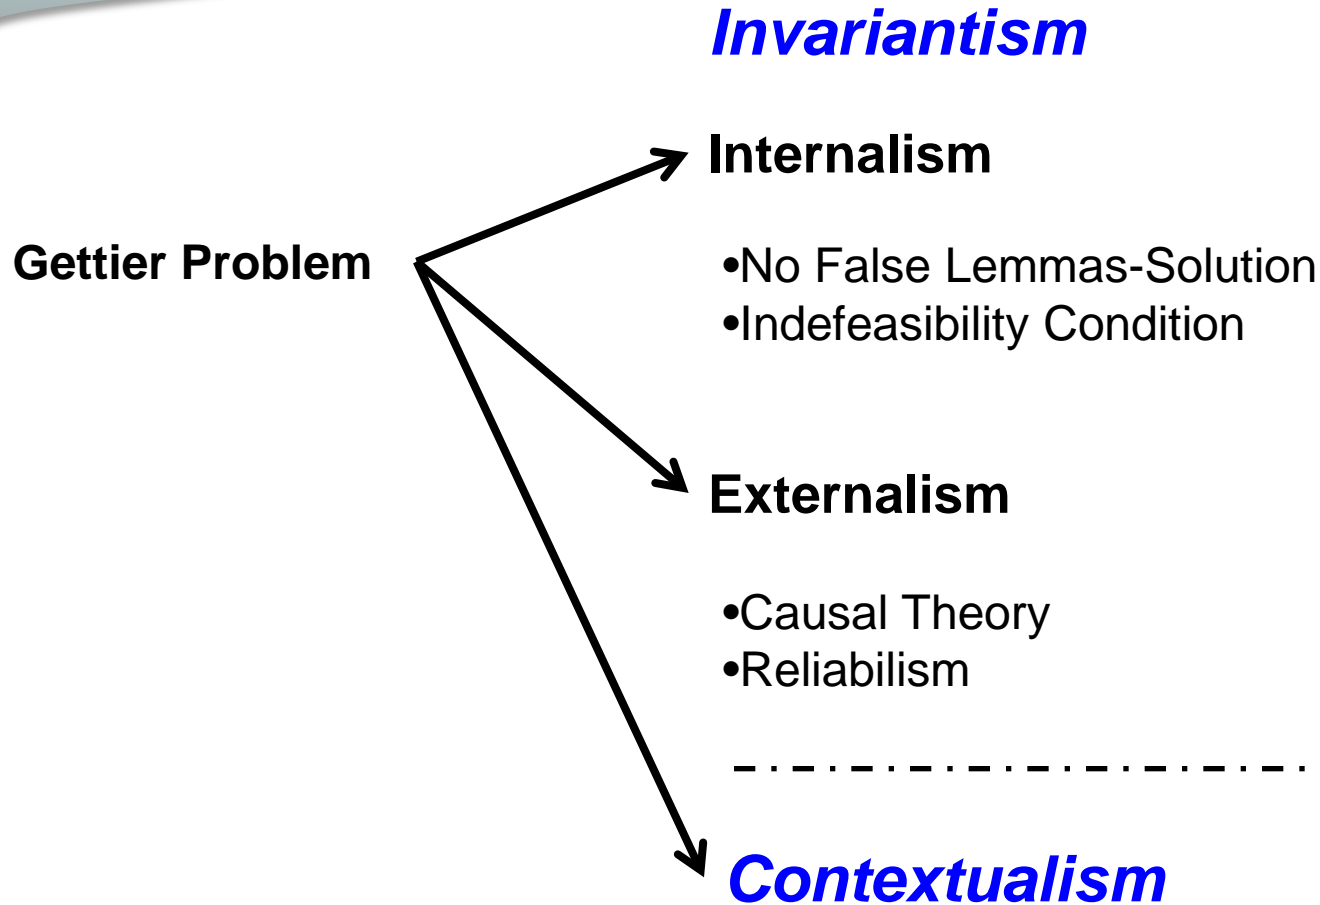 Invariantism
Internalism
Gettier Problem
•No False Lemmas-Solution
•Indefeasibility Condition
Externalism
•Causal Theory
•Reliabilism
Contextualism